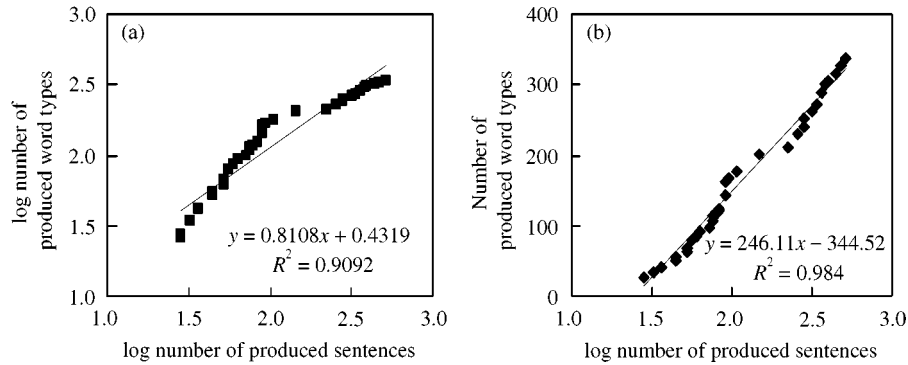 (a)
log number of
produced word types
3.0
2.5
2.0
1.5
1.0
y = 0.8108x + 0.4319
R² = 0.9092
1.0 1.5 2.0 2.5 3.0
log number of produced sentences
(b)
Number of
produced word types
400
300
200
100
0
y = 246.11x − 344.52
R² = 0.984
1.0 1.5 2.0 2.5 3.0
log number of produced sentences